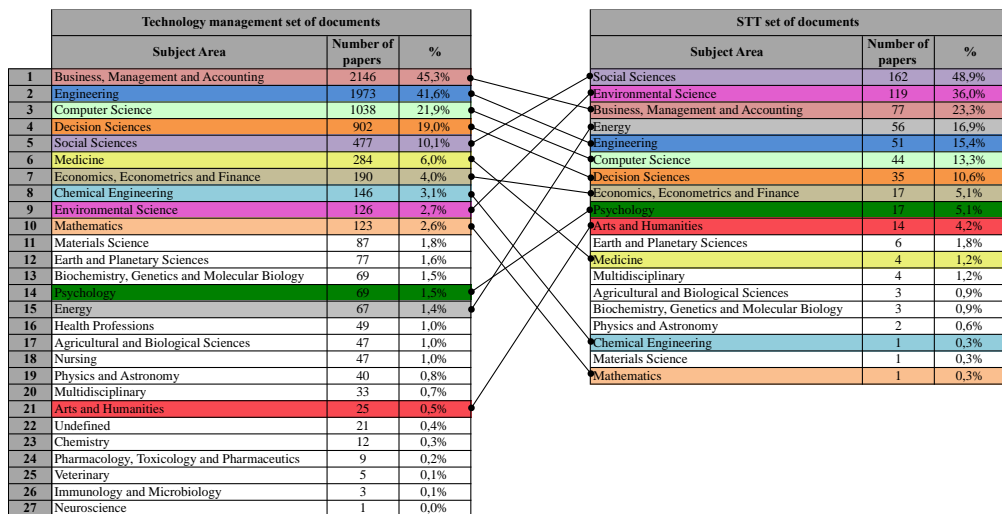 Technology management set of documents STT set of documents
Subject Area Number of papers % Subject Area Number of papers %
1 Business, Management and Accounting 2146 45,3% Social Sciences 162 48,9%
2 Engineering 1973 41,6% Environmental Science 119 36,0%
3 Computer Science 1038 21,9% Business, Management and Accounting 77 23,3%
4 Decision Sciences 902 19,0% Energy 56 16,9%
5 Social Sciences 477 10,1% Engineering 51 15,4%
6 Medicine 284 6,0% Computer Science 44 13,3%
7 Economics, Econometrics and Finance 190 4,0% Decision Sciences 35 10,6%
8 Chemical Engineering 146 3,1% Economics, Econometrics and Finance 17 5,1%
9 Environmental Science 126 2,7% Psychology 17 5,1%
10 Mathematics 123 2,6% Arts and Humanities 14 4,2%
11 Materials Science 87 1,8% Earth and Planetary Sciences 6 1,8%
12 Earth and Planetary Sciences 77 1,6% Medicine 4 1,2%
13 Biochemistry, Genetics and Molecular Biology 69 1,5% Multidisciplinary 4 1,2%
14 Psychology 69 1,5% Agricultural and Biological Sciences 3 0,9%
15 Energy 67 1,4% Biochemistry, Genetics and Molecular Biology 3 0,9%
16 Health Professions 49 1,0% Physics and Astronomy 2 0,6%
17 Agricultural and Biological Sciences 47 1,0% Chemical Engineering 1 0,3%
18 Nursing 47 1,0% Materials Science 1 0,3%
19 Physics and Astronomy 40 0,8% Mathematics 1 0,3%
20 Multidisciplinary 33 0,7%
21 Arts and Humanities 25 0,5%
22 Undefined 21 0,4%
23 Chemistry 12 0,3%
24 Pharmacology, Toxicology and Pharmaceutics 9 0,2%
25 Veterinary 5 0,1%
26 Immunology and Microbiology 3 0,1%
27 Neuroscience 1 0,0%